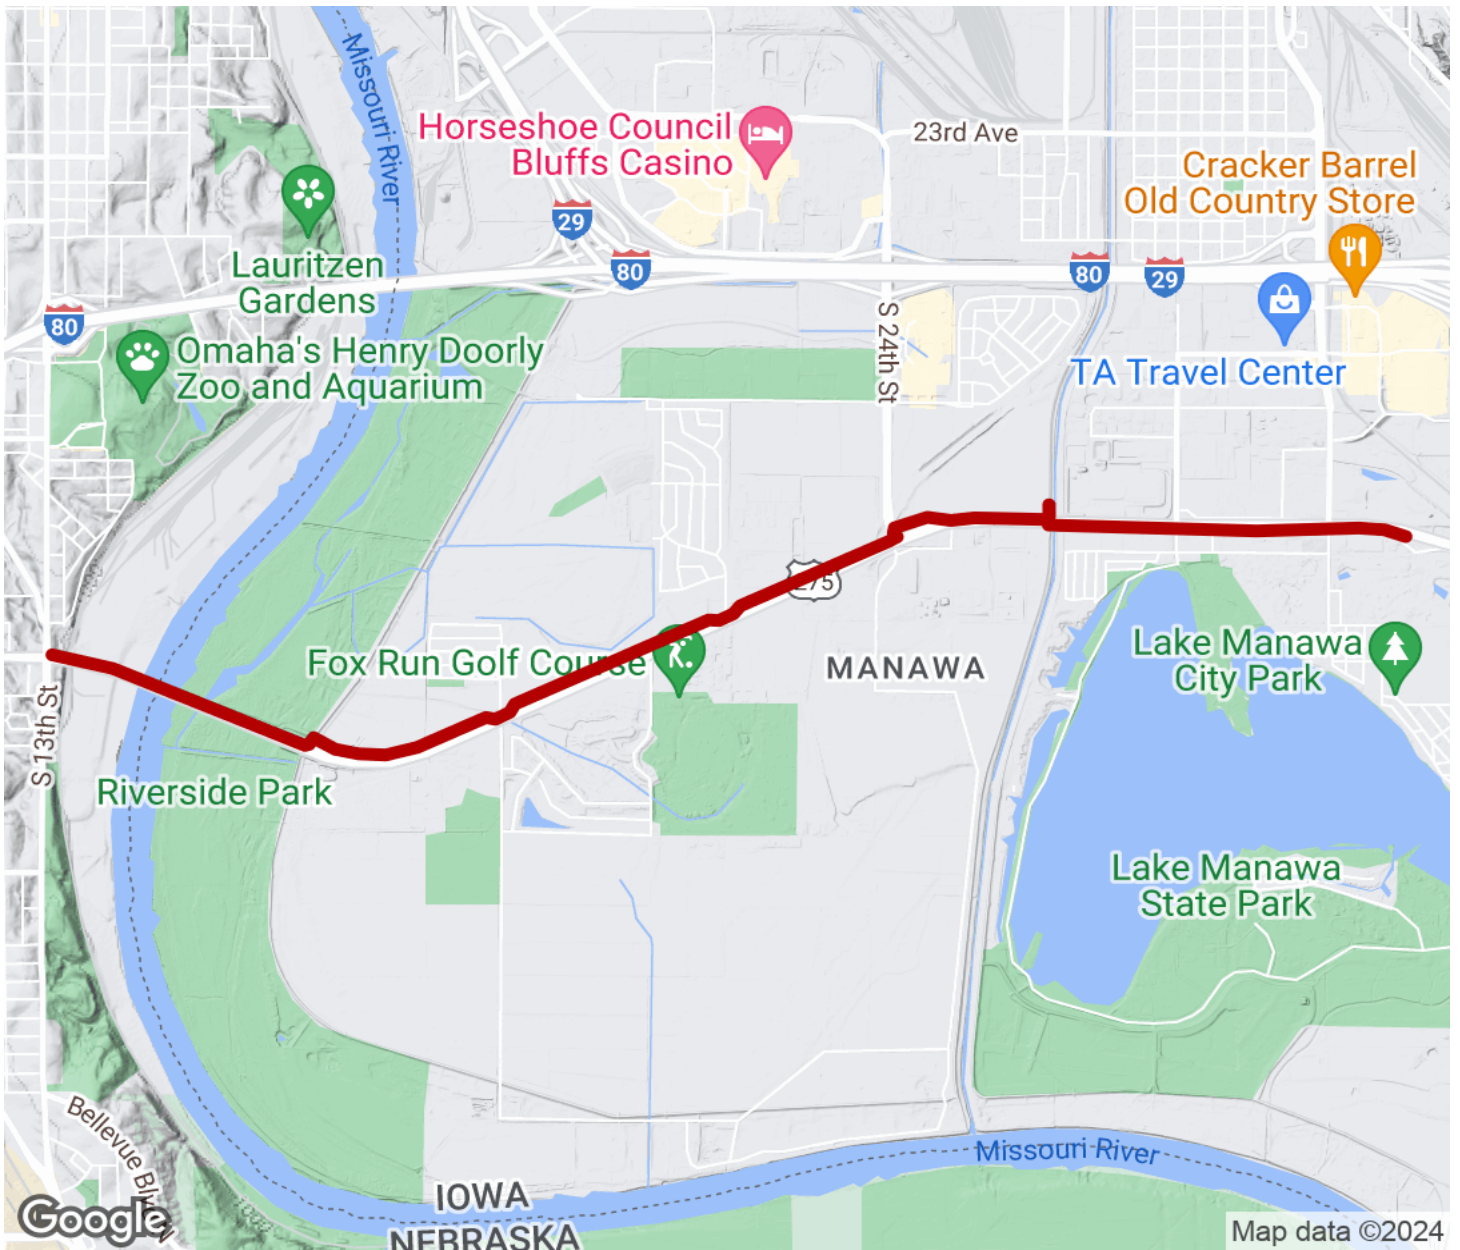 Missouri River
Horseshoe Council
Bluffs Casino
23rd Ave
Cracker Barrel
Old Country Store
29
80
80
29
Lauritzen
Gardens
80
Omaha's Henry Doorly
Zoo and Aquarium
S 24th St
TA Travel Center
275
Fox Run Golf Course
MANAWA
Lake Manawa
City Park
S 13th St
Riverside Park
Lake Manawa
State Park
Bellevue Blvd N
Missouri River
IOWA
NEBRASKA
Google
Map data ©2024